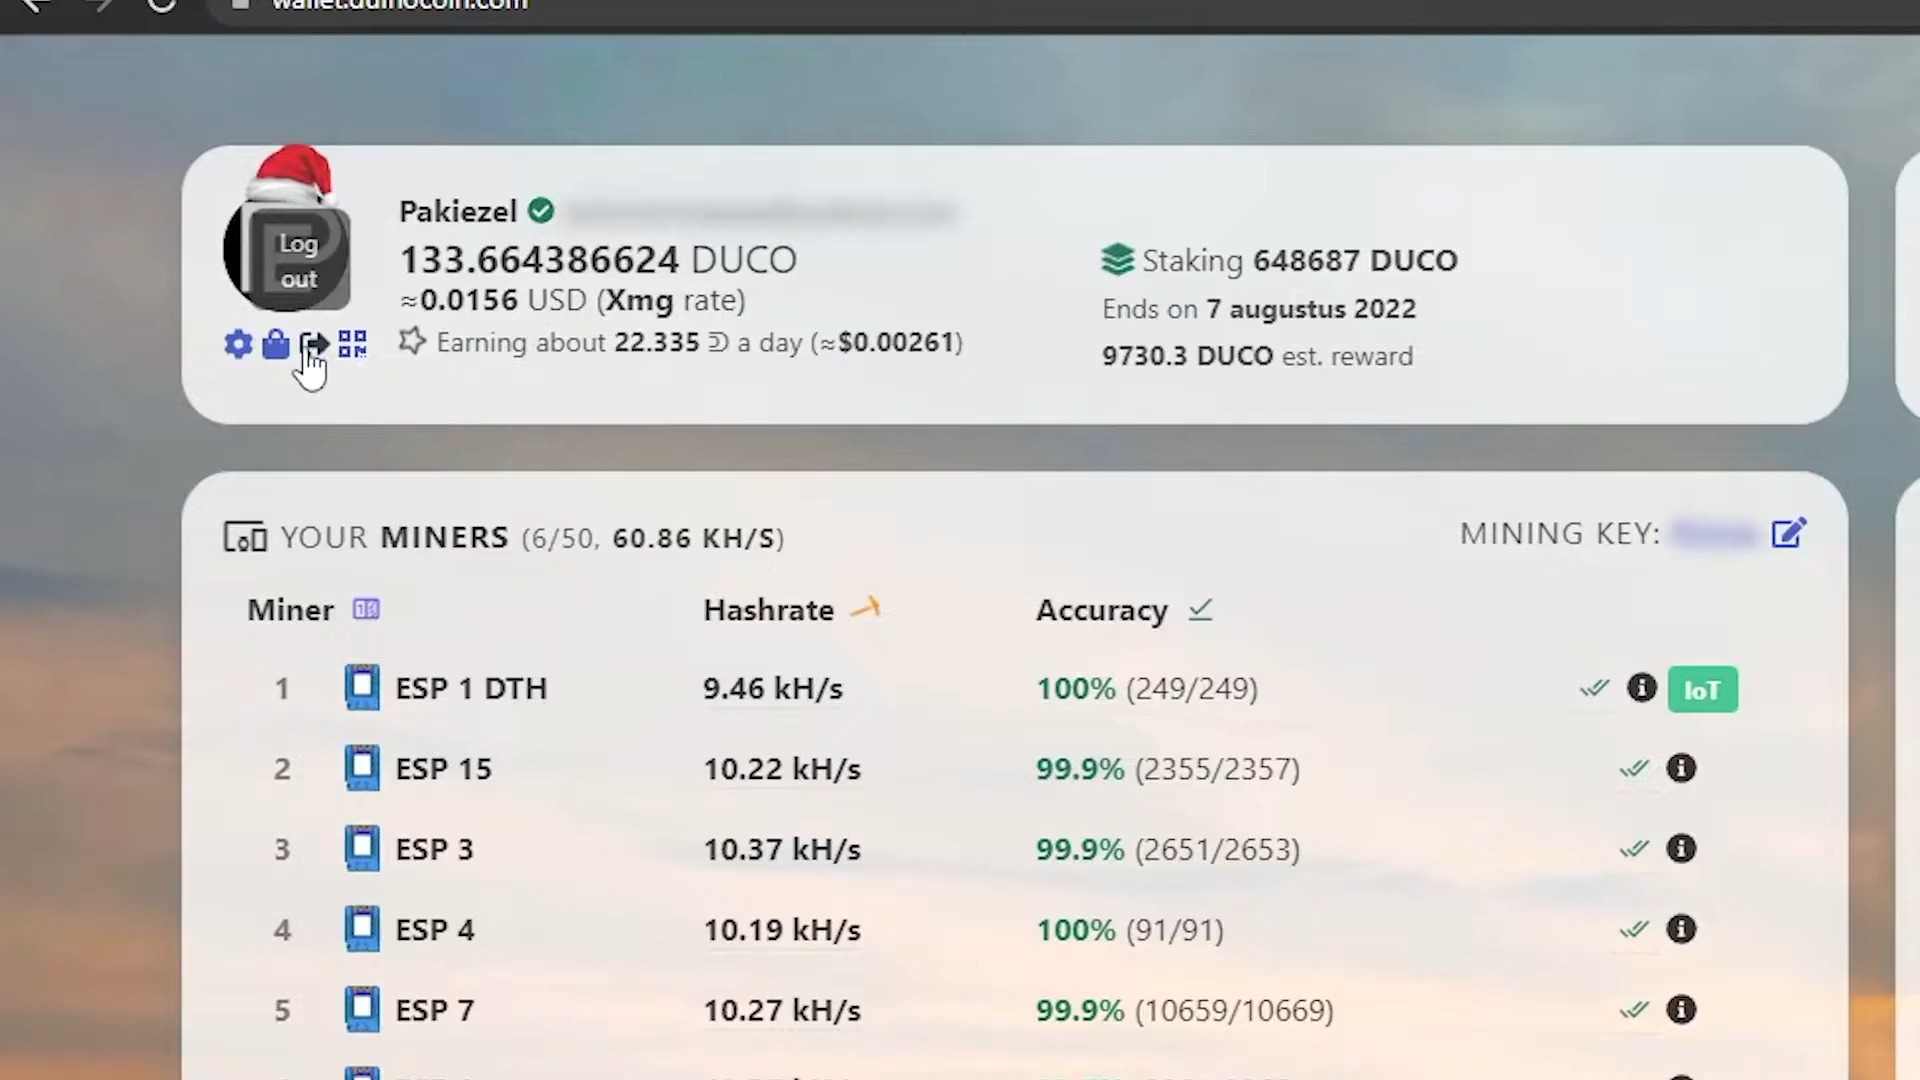 wallet.duinocoin.com
Log out
Pakiezel
133.664386624 DUCO
≈0.0156 USD (Xmg rate)
Earning about 22.335 ᕲ a day (≈$0.00261)
Staking 648687 DUCO
Ends on 7 augustus 2022
9730.3 DUCO est. reward
YOUR MINERS (6/50, 60.86 KH/S)
MINING KEY:
Miner Hashrate Accuracy
1 ESP 1 DTH 9.46 kH/s 100% (249/249) IoT
2 ESP 15 10.22 kH/s 99.9% (2355/2357)
3 ESP 3 10.37 kH/s 99.9% (2651/2653)
4 ESP 4 10.19 kH/s 100% (91/91)
5 ESP 7 10.27 kH/s 99.9% (10659/10669)